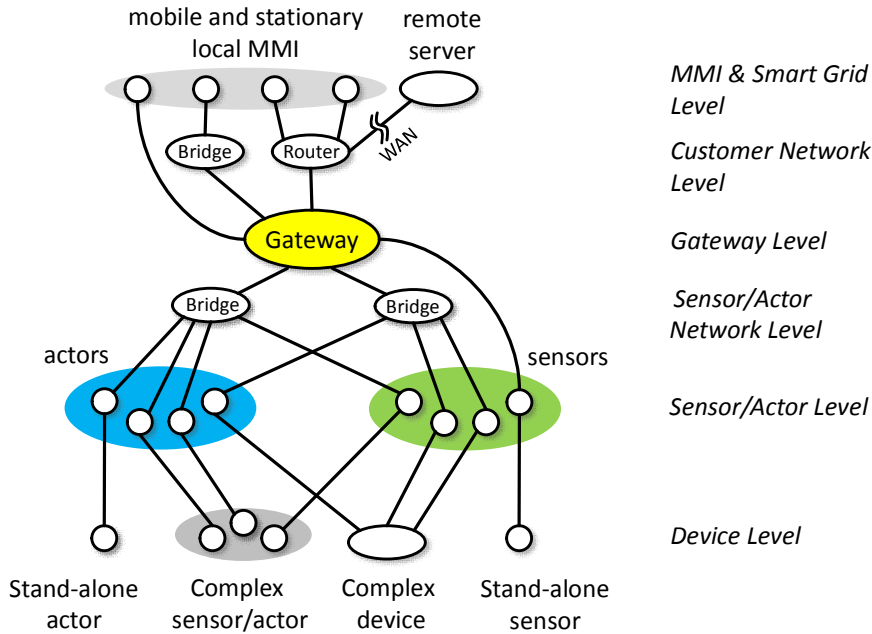 mobile and stationary
local MMI
remote
server
MMI & Smart Grid
Level
WAN
Bridge
Router
Customer Network
Level
Gateway
Gateway Level
Bridge
Bridge
Sensor/Actor
Network Level
actors
sensors
Sensor/Actor Level
Device Level
Stand-alone
actor
Complex
sensor/actor
Complex
device
Stand-alone
sensor